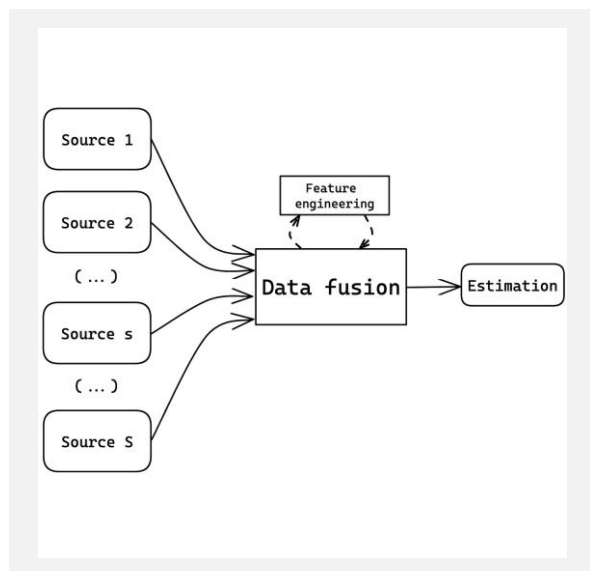 Source 1
Source 2
(...)
Source s
(...)
Source S
Feature
engineering
Data fusion
Estimation